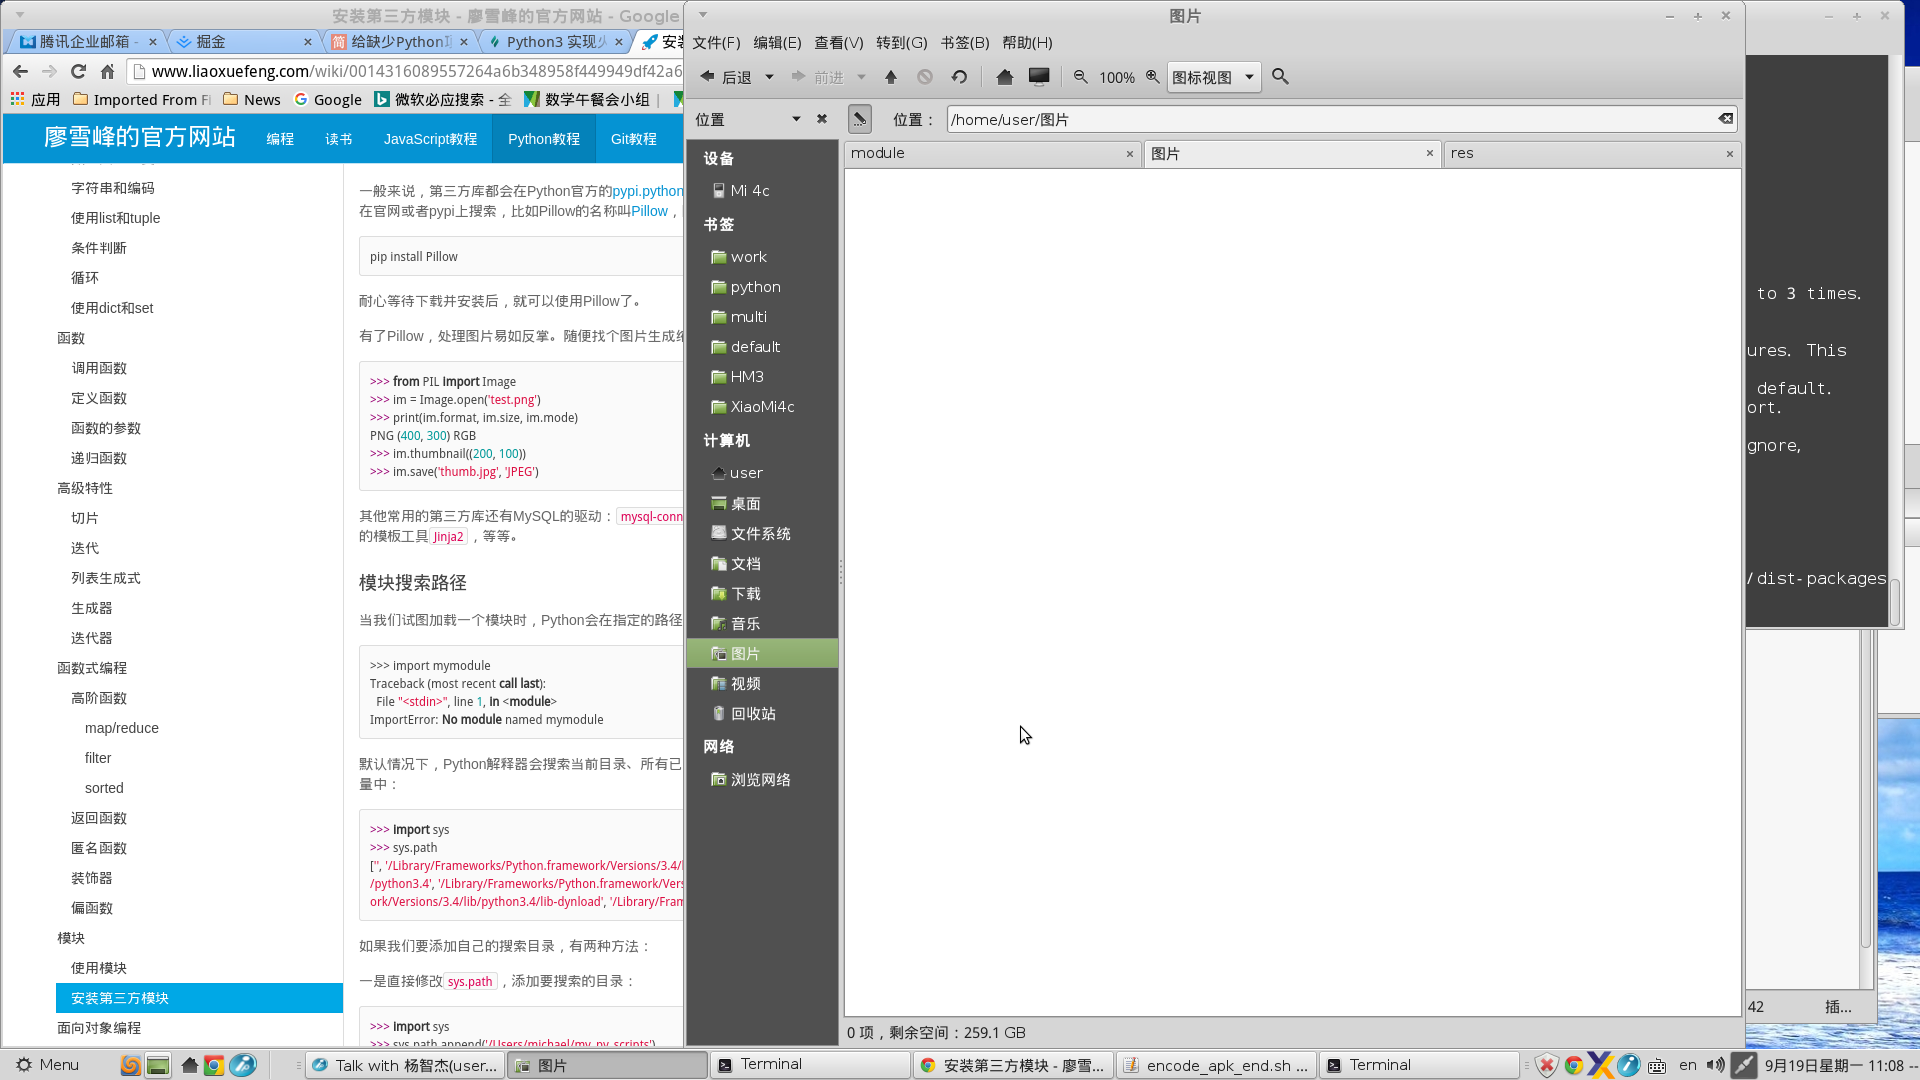 安装第三方模块 - 廖雪峰的官方网站 - Google
腾讯企业邮箱 -
掘金
给缺少Python项
Python3 实现火
安装
www.liaoxuefeng.com/wiki/0014316089557264a6b348958f449949df42a6
应用
Imported From F
News
Google
微软必应搜索 - 全
数学午餐会小组
廖雪峰的官方网站
编程
读书
JavaScript教程
Python教程
Git教程
字符串和编码
使用list和tuple
条件判断
循环
使用dict和set
函数
调用函数
定义函数
函数的参数
递归函数
高级特性
切片
迭代
列表生成式
生成器
迭代器
函数式编程
高阶函数
map/reduce
filter
sorted
返回函数
匿名函数
装饰器
偏函数
模块
使用模块
安装第三方模块
面向对象编程
一般来说，第三方库都会在Python官方的pypi.python
在官网或者pypi上搜索，比如Pillow的名称叫Pillow，
pip install Pillow
耐心等待下载并安装后，就可以使用Pillow了。
有了Pillow，处理图片易如反掌。随便找个图片生成缩
>>> from PIL import Image
>>> im = Image.open('test.png')
>>> print(im.format, im.size, im.mode)
PNG (400, 300) RGB
>>> im.thumbnail((200, 100))
>>> im.save('thumb.jpg', 'JPEG')
其他常用的第三方库还有MySQL的驱动：mysql-conn
的模板工具Jinja2，等等。
模块搜索路径
当我们试图加载一个模块时，Python会在指定的路径
>>> import mymodule
Traceback (most recent call last):
File "<stdin>", line 1, in <module>
ImportError: No module named mymodule
默认情况下，Python解释器会搜索当前目录、所有已
量中：
>>> import sys
>>> sys.path
['', '/Library/Frameworks/Python.framework/Versions/3.4/l
/python3.4', '/Library/Frameworks/Python.framework/Vers
ork/Versions/3.4/lib/python3.4/lib-dynload', '/Library/Fram
如果我们要添加自己的搜索目录，有两种方法：
一是直接修改sys.path，添加要搜索的目录：
>>> import sys
>>> sys.path.append('/Users/michael/my_py_scripts')
图片
文件(F) 编辑(E) 查看(V) 转到(G) 书签(B) 帮助(H)
后退
前进
100%
图标视图
位置
位置：
/home/user/图片
module
图片
res
设备
Mi 4c
书签
work
python
multi
default
HM3
XiaoMi4c
计算机
user
桌面
文件系统
文档
下载
音乐
图片
视频
回收站
网络
浏览网络
0 项，剩余空间：259.1 GB
to 3 times.
ures. This
default.
ort.
gnore,
/dist-packages
42
插...
Menu
Talk with 杨智杰(user...
图片
Terminal
安装第三方模块 - 廖雪...
encode_apk_end.sh ...
Terminal
en
9月19日星期一 11:08 --